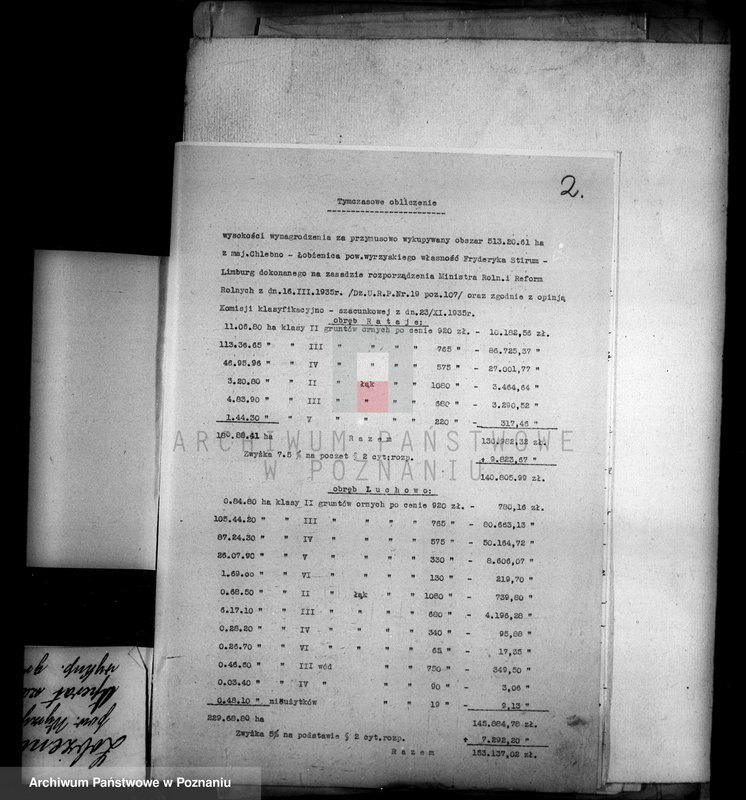 2.
Tymczasowe obliczenie
wysokości wynagrodzenia za przymusowo wykupywany obszar 513.20.61 ha
z maj.Chlebno - Łobżenica pow.wyrzyskiego własność Fryderyka Stirum -
Limburg dokonanego na zasadzie rozporządzenia Ministra Roln.i Reform
Rolnych z dn.16.III.1935r. /Dz.U.R.P.Nr.19 poz.107/ oraz zgodnie z opinją
Komisji klasyfikacyjno - szacunkowej z dn.23/XI.1935r.
obręb Rataje:
11.06.80 ha klasy II gruntów ornych po cenie 920 zł. - 10.182,56 zł.
113.36.65 " " III " " " " 765 " - 86.725,37 "
46.95.96 " " IV " " " " 575 " - 27.001,77 "
3.20.80 " " II " łąk " " 1080 " - 3.464,64 "
4.83.90 " " III " " " " 680 " - 3.290,52 "
1.44.30 " " V " " " " 220 " - 317,46 "
180.88.41 ha Razem 130.982,32 zł.
Zwyżka 7.5 % na poczet § 2 cyt.rozp. + 9.823,67 "
140.805.99 zł.
obręb Luchowo:
0.84.80 ha klasy II gruntów ornych po cenie 920 zł. - 780,16 zł.
105.44.20 " " III " " " " 765 " - 80.663,13 "
87.24.30 " " IV " " " " 575 " - 50.164,72 "
26.07.90 " " V " " " " 330 " - 8.606,07 "
1.69.00 " " VI " " " " 130 " - 219,70 "
0.68.50 " " II " łąk " " 1080 " - 739,80 "
6.17.10 " " III " " " " 680 " - 4.196,28 "
0.28.20 " " IV " " " " 340 " - 95,88 "
0.26.70 " " VI " " " " 65 " - 17,35 "
0.46.60 " " III wód " " 750 " - 349,50 "
0.03.40 " " IV " " " 90 " - 3,06 "
0.48.10 " nieużytków " " 19 " - 9,13 "
229.68.80 ha 145.884,78 zł.
Zwyżka 5% na podstawie § 2 cyt.rozp. + 7.292,20 "
Razem 153.137,02 zł.
ARCHIWUM PAŃSTWOWE
W POZNANIU
Archiwum Państwowe w Poznaniu